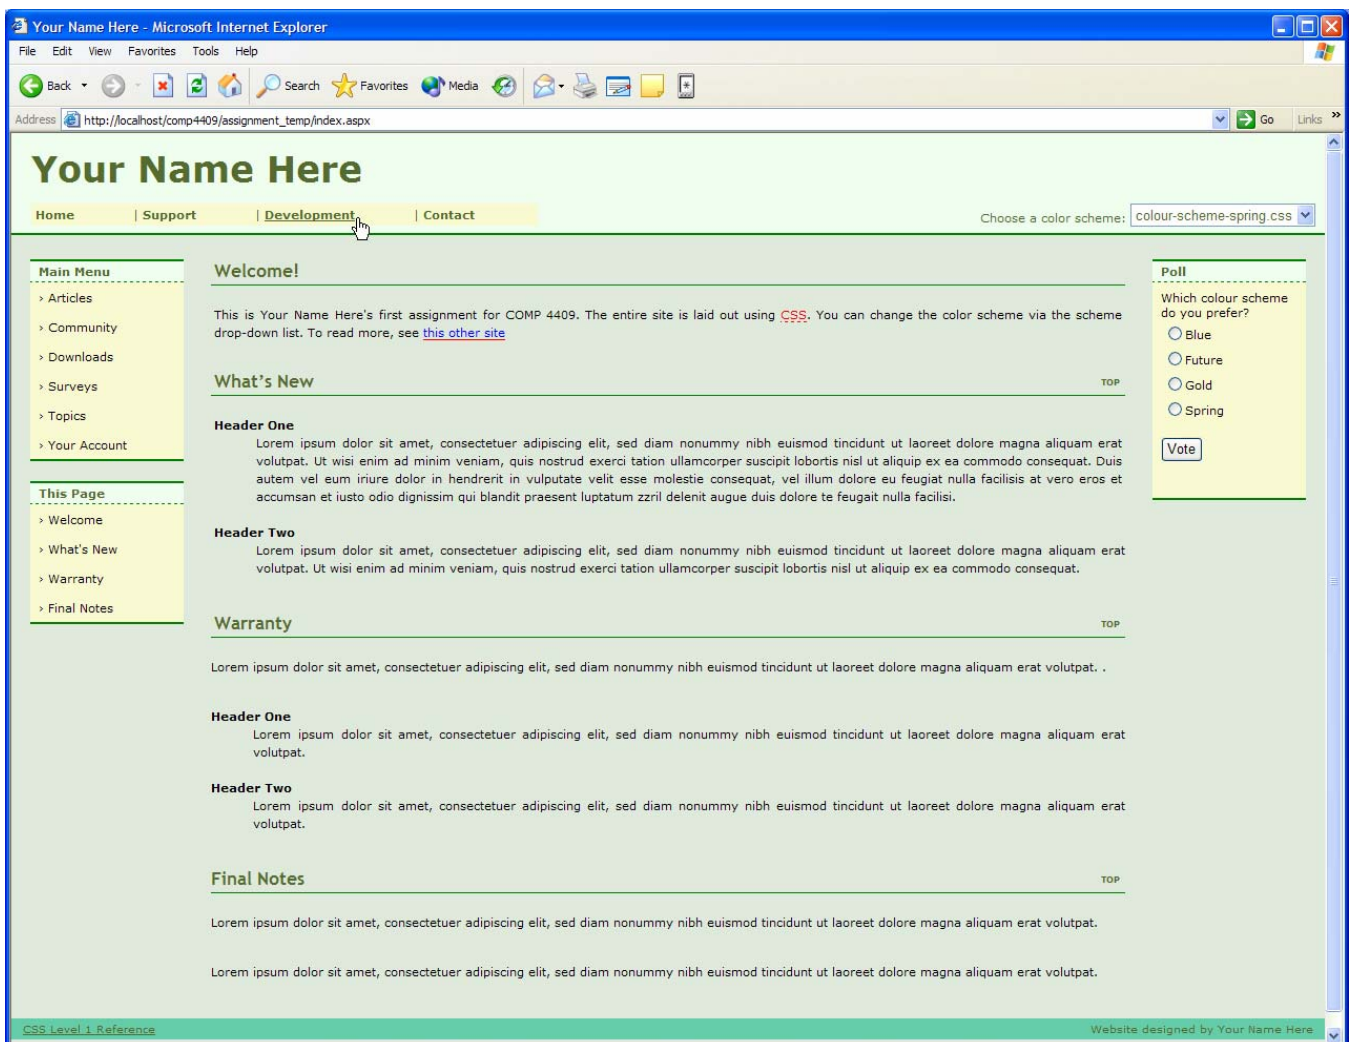 Your Name Here - Microsoft Internet Explorer
File Edit View Favorites Tools Help
Back Search Favorites Media
Address http://localhost/comp4409/assignment_temp/index.aspx Go Links »
Your Name Here
Home | Support | Development | Contact
Choose a color scheme: colour-scheme-spring.css
Main Menu
› Articles
› Community
› Downloads
› Surveys
› Topics
› Your Account
This Page
› Welcome
› What's New
› Warranty
› Final Notes
Welcome!
This is Your Name Here's first assignment for COMP 4409. The entire site is laid out using CSS. You can change the color scheme via the scheme
drop-down list. To read more, see this other site
What's New TOP
Header One
Lorem ipsum dolor sit amet, consectetuer adipiscing elit, sed diam nonummy nibh euismod tincidunt ut laoreet dolore magna aliquam erat
volutpat. Ut wisi enim ad minim veniam, quis nostrud exerci tation ullamcorper suscipit lobortis nisl ut aliquip ex ea commodo consequat. Duis
autem vel eum iriure dolor in hendrerit in vulputate velit esse molestie consequat, vel illum dolore eu feugiat nulla facilisis at vero eros et
accumsan et iusto odio dignissim qui blandit praesent luptatum zzril delenit augue duis dolore te feugait nulla facilisi.
Header Two
Lorem ipsum dolor sit amet, consectetuer adipiscing elit, sed diam nonummy nibh euismod tincidunt ut laoreet dolore magna aliquam erat
volutpat. Ut wisi enim ad minim veniam, quis nostrud exerci tation ullamcorper suscipit lobortis nisl ut aliquip ex ea commodo consequat.
Warranty TOP
Lorem ipsum dolor sit amet, consectetuer adipiscing elit, sed diam nonummy nibh euismod tincidunt ut laoreet dolore magna aliquam erat volutpat. .
Header One
Lorem ipsum dolor sit amet, consectetuer adipiscing elit, sed diam nonummy nibh euismod tincidunt ut laoreet dolore magna aliquam erat
volutpat.
Header Two
Lorem ipsum dolor sit amet, consectetuer adipiscing elit, sed diam nonummy nibh euismod tincidunt ut laoreet dolore magna aliquam erat
volutpat.
Final Notes TOP
Lorem ipsum dolor sit amet, consectetuer adipiscing elit, sed diam nonummy nibh euismod tincidunt ut laoreet dolore magna aliquam erat volutpat.
Lorem ipsum dolor sit amet, consectetuer adipiscing elit, sed diam nonummy nibh euismod tincidunt ut laoreet dolore magna aliquam erat volutpat.
Poll
Which colour scheme
do you prefer?
Blue
Future
Gold
Spring
Vote
CSS Level 1 Reference
Website designed by Your Name Here